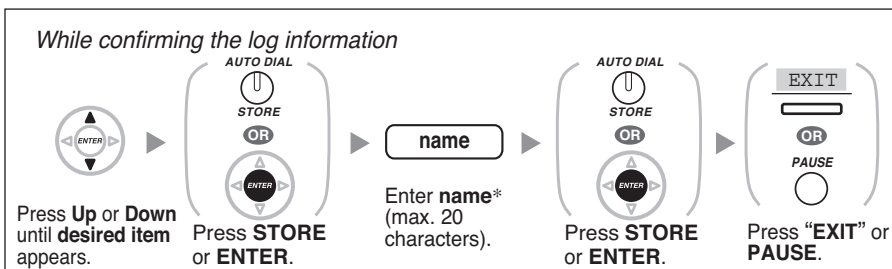 While confirming the log information
ENTER
Press Up or Down
until desired item
appears.
AUTO DIAL
STORE
OR
ENTER
Press STORE
or ENTER.
name
Enter name*
(max. 20
characters).
AUTO DIAL
STORE
OR
ENTER
Press STORE
or ENTER.
EXIT
OR
PAUSE
Press “EXIT” or
PAUSE.